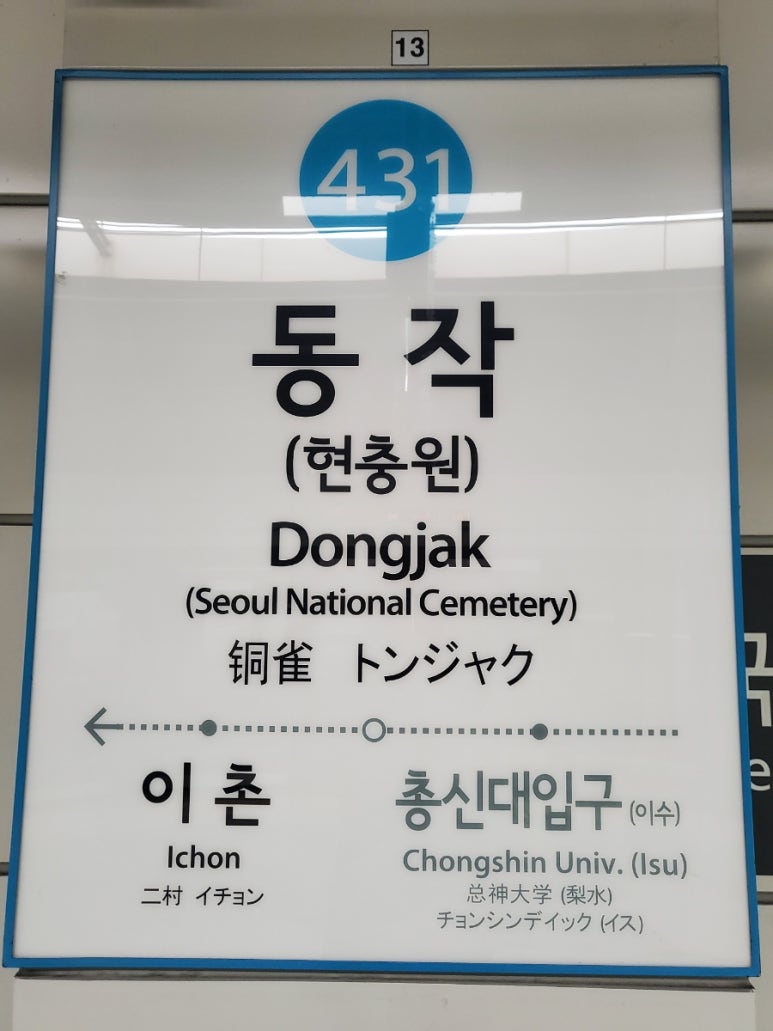 13
431
동작
(현충원)
Dongjak
(Seoul National Cemetery)
铜雀 トンジャク
이촌
Ichon
二村 イチョン
총신대입구(이수)
Chongshin Univ. (Isu)
总神大学 (梨水)
チョンシンディック (イス)